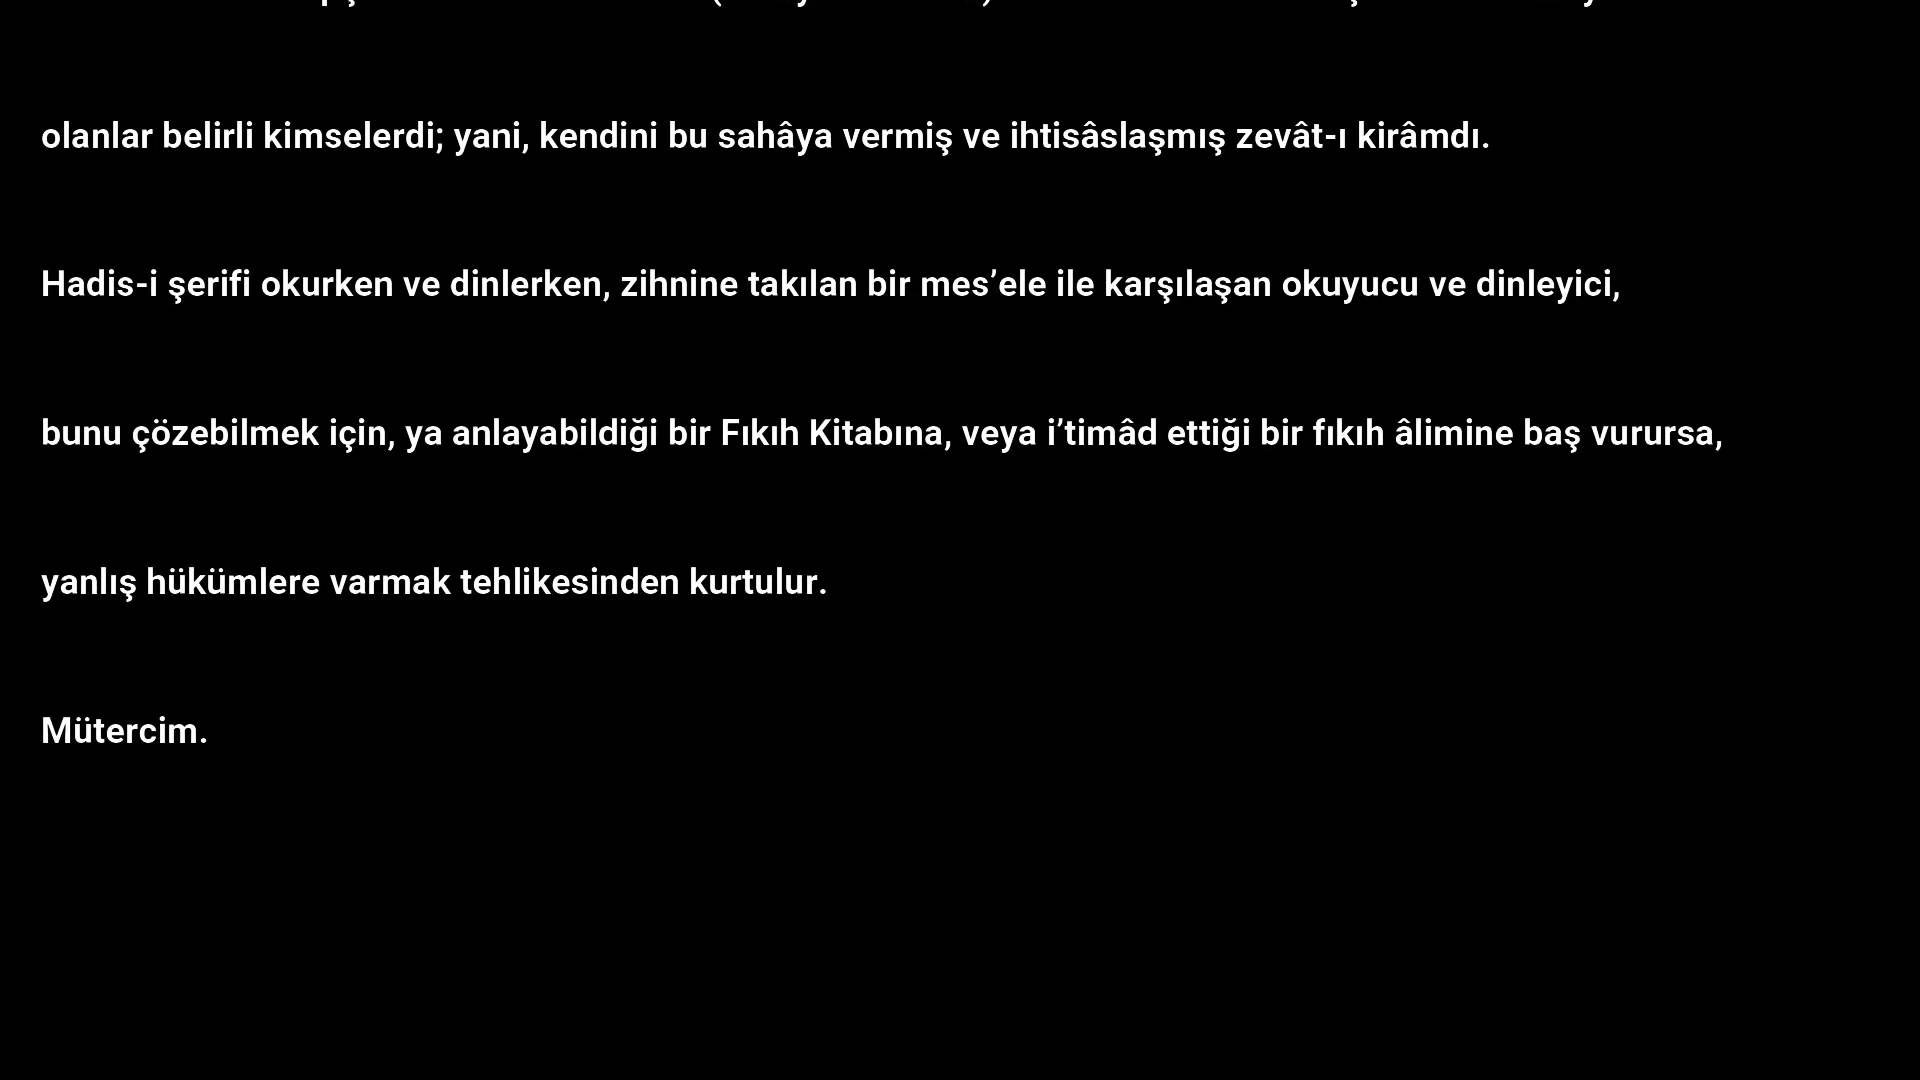 olanlar belirli kimselerdi; yani, kendini bu sahâya vermiş ve ihtisâslaşmış zevât-ı kirâmdı.
Hadis-i şerifi okurken ve dinlerken, zihnine takılan bir mes’ele ile karşılaşan okuyucu ve dinleyici,
bunu çözebilmek için, ya anlayabildiği bir Fıkıh Kitabına, veya i’timâd ettiği bir fıkıh âlimine baş vurursa,
yanlış hükümlere varmak tehlikesinden kurtulur.
Mütercim.